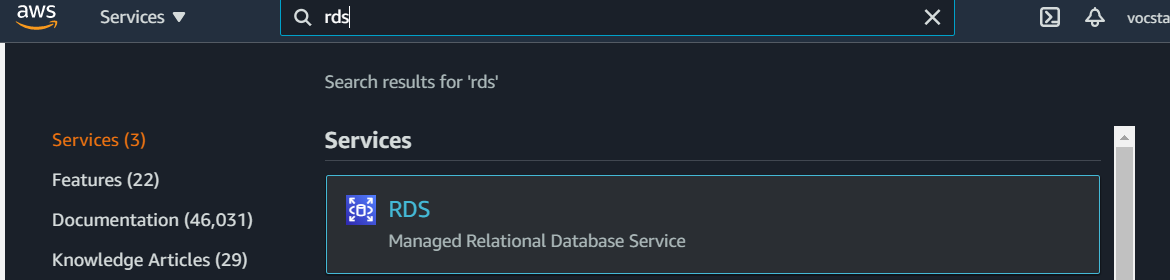 aws
Services ▼
rds
vocsta
Search results for 'rds'
Services (3)
Features (22)
Documentation (46,031)
Knowledge Articles (29)
Services
RDS
Managed Relational Database Service